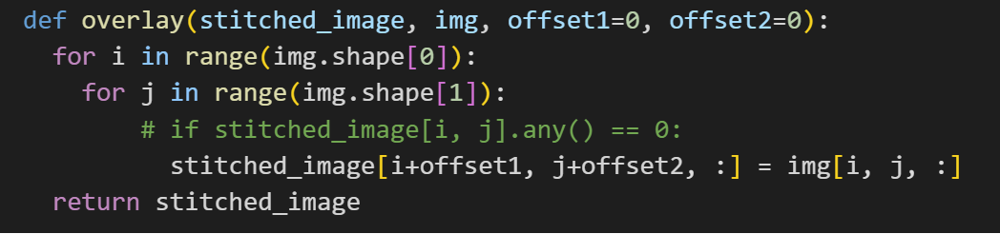 def overlay(stitched_image, img, offset1=0, offset2=0):
  for i in range(img.shape[0]):
    for j in range(img.shape[1]):
        # if stitched_image[i, j].any() == 0:
          stitched_image[i+offset1, j+offset2, :] = img[i, j, :]
  return stitched_image